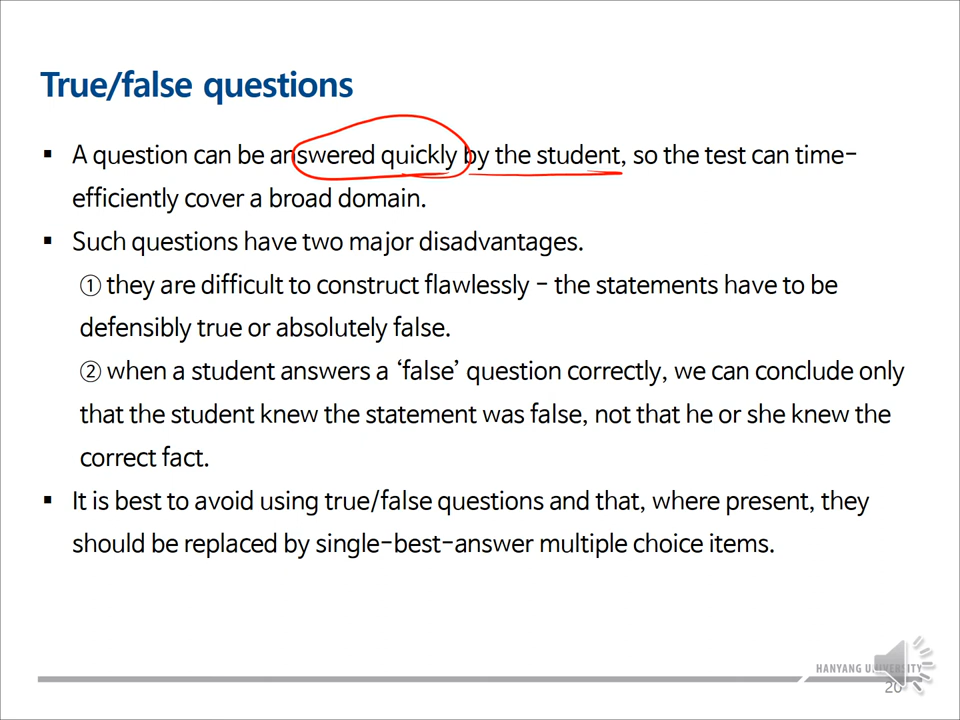 True/false questions
▪ A question can be answered quickly by the student, so the test can time-
efficiently cover a broad domain.
▪ Such questions have two major disadvantages.
① they are difficult to construct flawlessly - the statements have to be
defensibly true or absolutely false.
② when a student answers a ‘false’ question correctly, we can conclude only
that the student knew the statement was false, not that he or she knew the
correct fact.
▪ It is best to avoid using true/false questions and that, where present, they
should be replaced by single-best-answer multiple choice items.
HANYANG UNIVERSITY
26